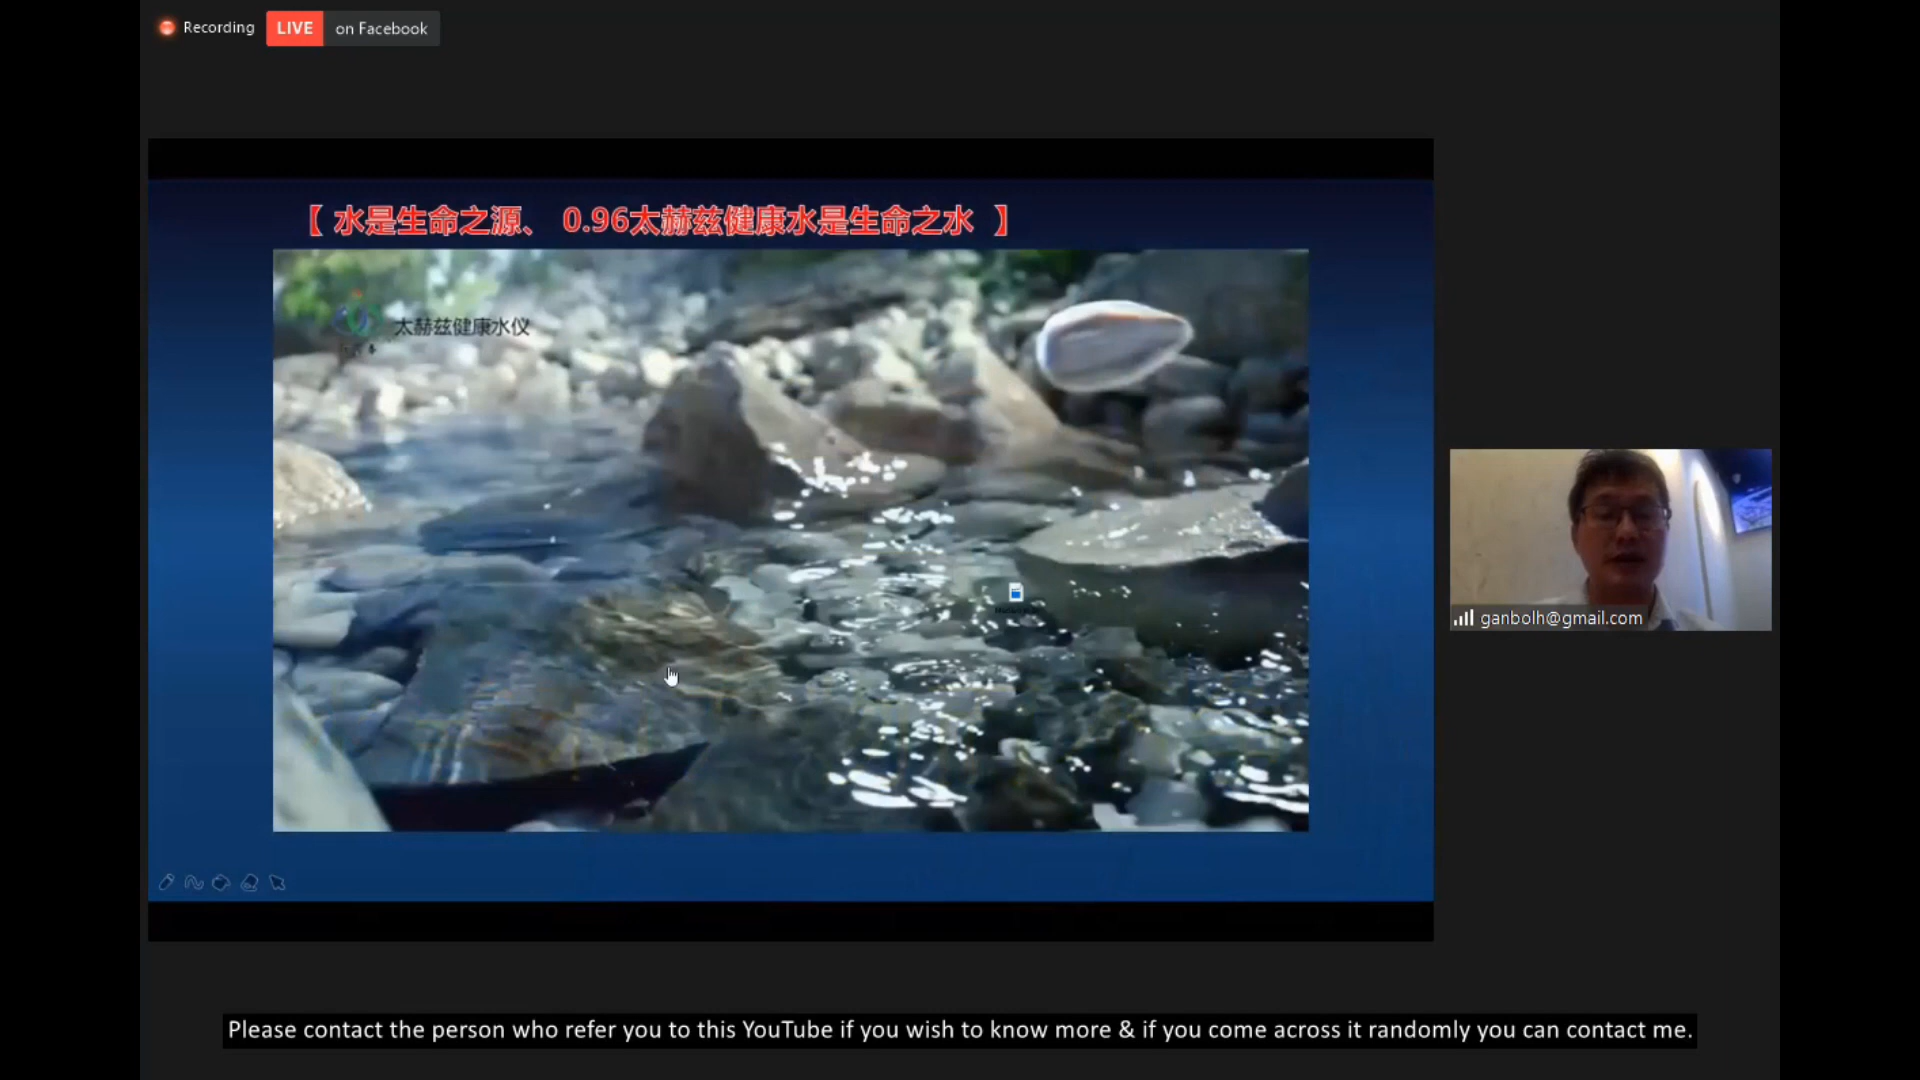 Recording
LIVE on Facebook
【 水是生命之源、 0.96太赫兹健康水是生命之水 】
太赫兹健康水仪
ganbolh@gmail.com
Please contact the person who refer you to this YouTube if you wish to know more & if you come across it randomly you can contact me.